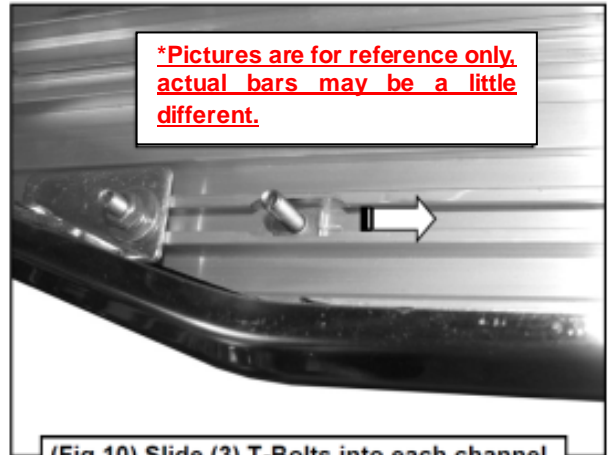 *Pictures are for reference only,
actual bars may be a little
different.
(Fig 10) Slide (3) T-Bolts into each channel